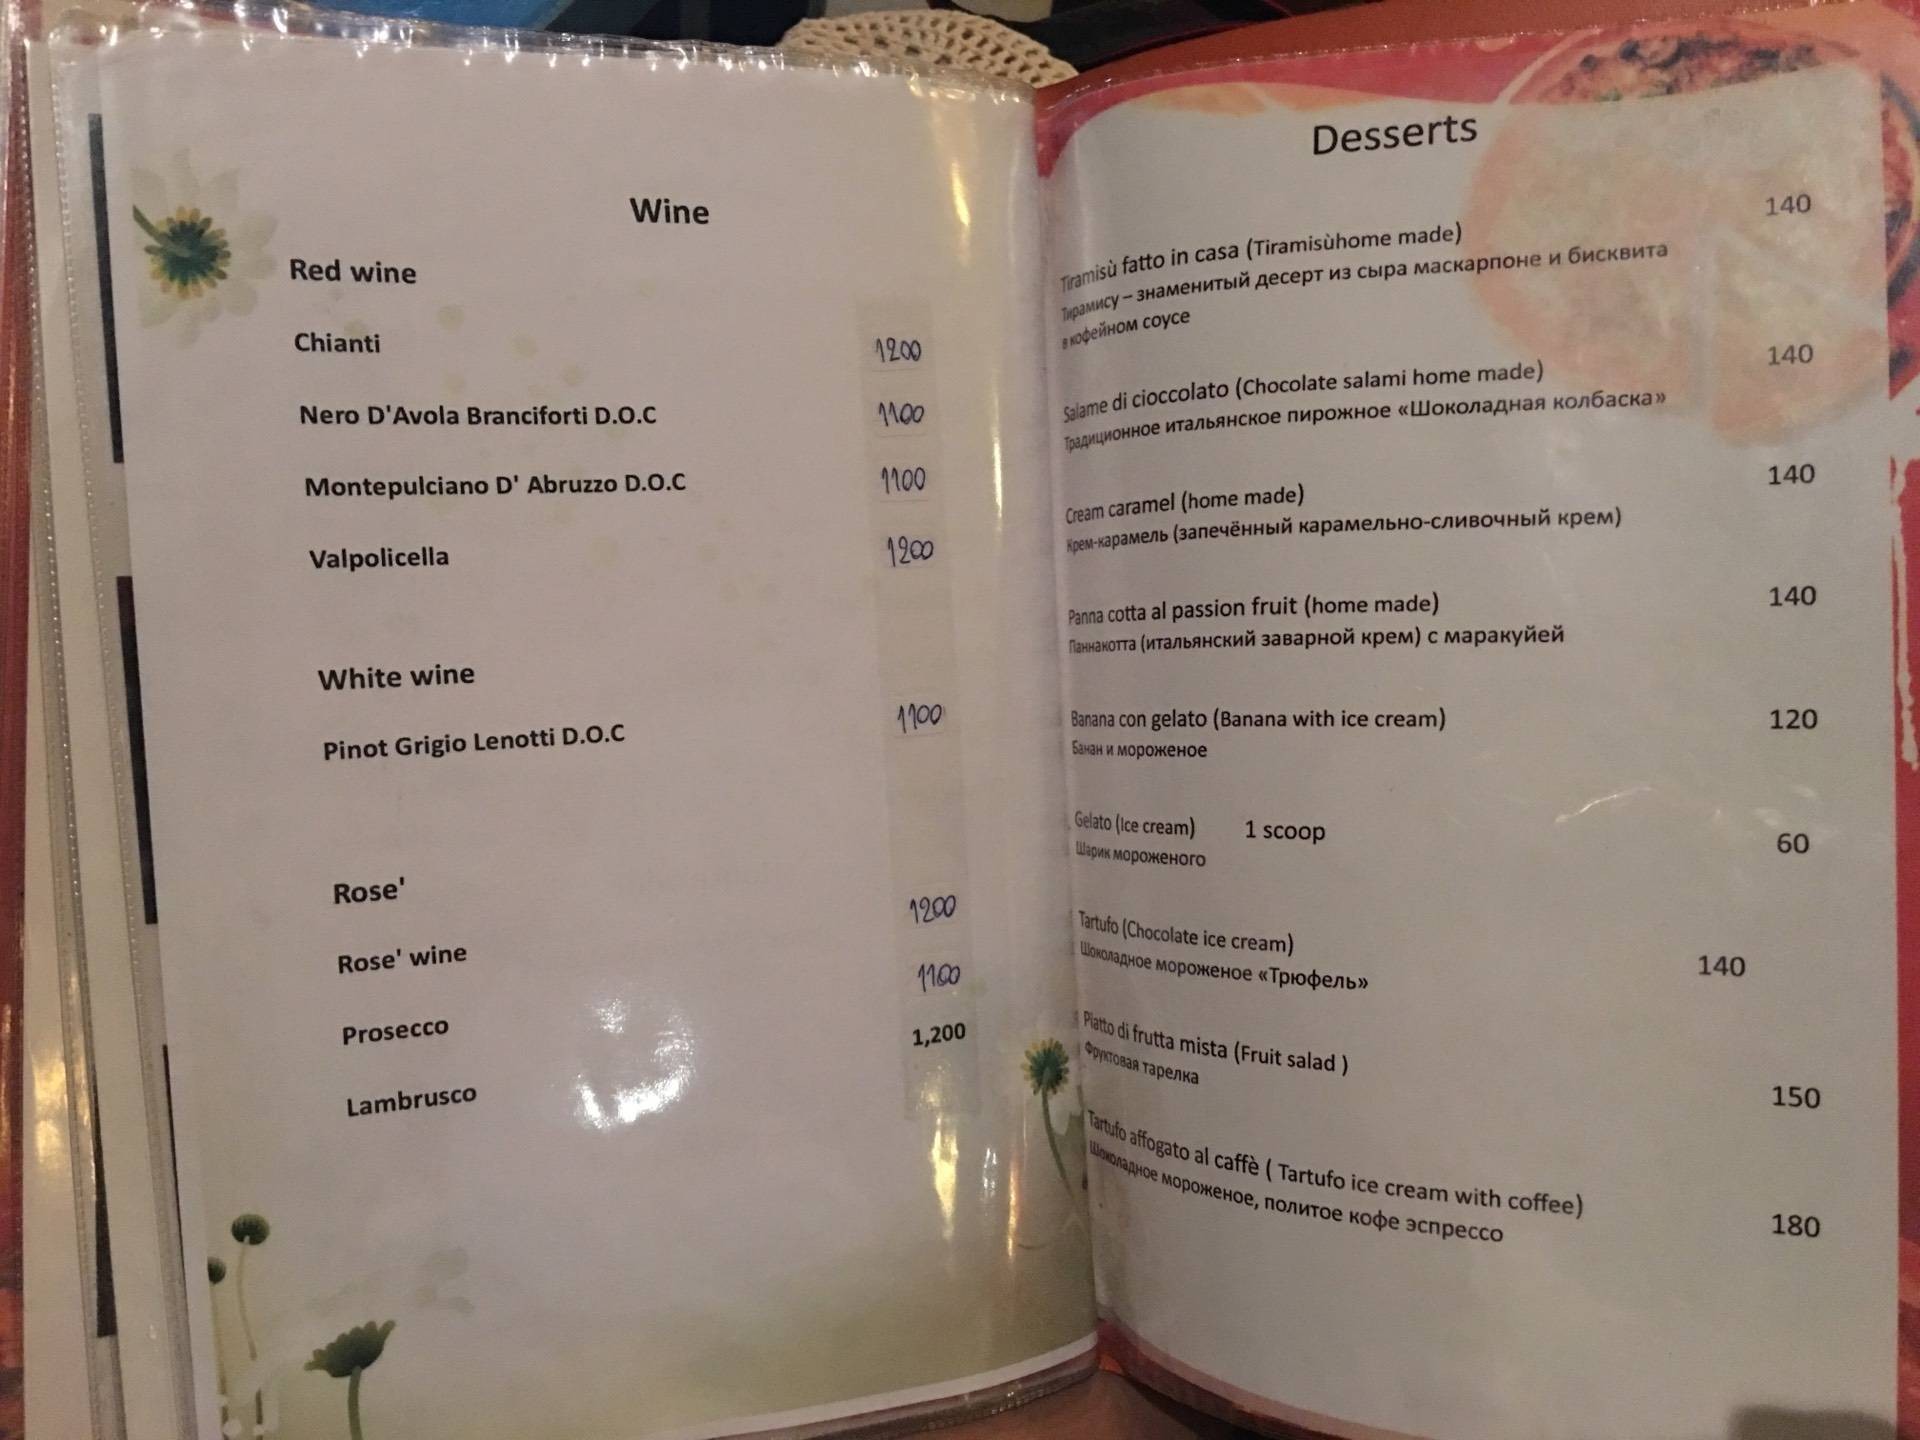 Wine
Red wine
Chianti 1200
Nero D'Avola Branciforti D.O.C 1100
Montepulciano D' Abruzzo D.O.C 1100
Valpolicella 1200
White wine
Pinot Grigio Lenotti D.O.C 1100
Rose'
1200
Rose' wine
1100
Prosecco 1,200
Lambrusco
Desserts
140
Tiramisù fatto in casa (Tiramisùhome made)
Тирамису – знаменитый десерт из сыра маскарпоне и бисквита
в кофейном соусе
140
Salame di cioccolato (Chocolate salami home made)
Традиционное итальянское пирожное «Шоколадная колбаска»
140
Cream caramel (home made)
Крем-карамель (запечённый карамельно-сливочный крем)
Panna cotta al passion fruit (home made) 140
Паннакотта (итальянский заварной крем) с маракуйей
Banana con gelato (Banana with ice cream) 120
Банан и мороженое
Gelato (Ice cream) 1 scoop 60
Шарик мороженого
Tartufo (Chocolate ice cream)
Шоколадное мороженое «Трюфель» 140
Piatto di frutta mista (Fruit salad )
Фруктовая тарелка 150
Tartufo affogato al caffè ( Tartufo ice cream with coffee)
Шоколадное мороженое, политое кофе эспрессо 180